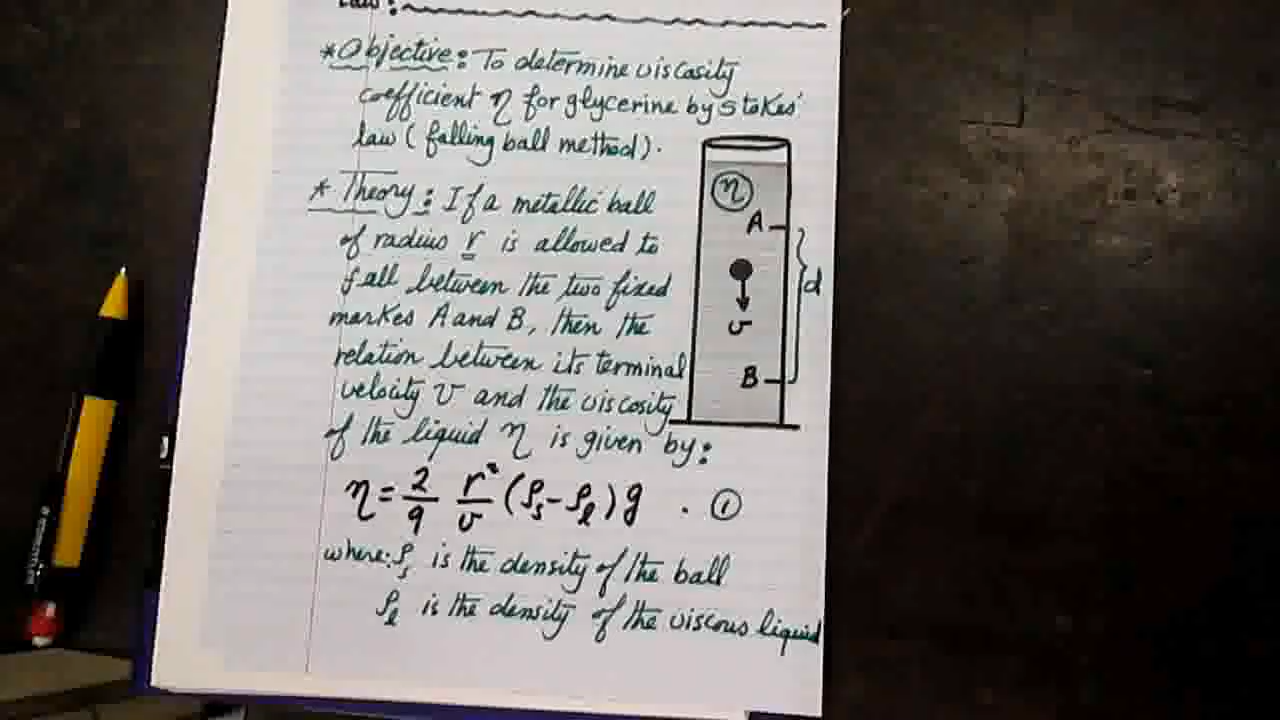 Law:
*Objective: To determine viscasity
coefficient η for glycerine by Stokes'
law (falling ball method).
* Theory: If a metallic ball
of radius r is allowed to
fall between the two fixed
markes A and B, then the
relation between its terminal
velocity v and the viscosity
of the liquid η is given by:
η = 2/9 r²/v (ρs - ρl) g . ①
where: ρs is the density of the ball
ρl is the density of the viscous liquid
η
A
d
v
B